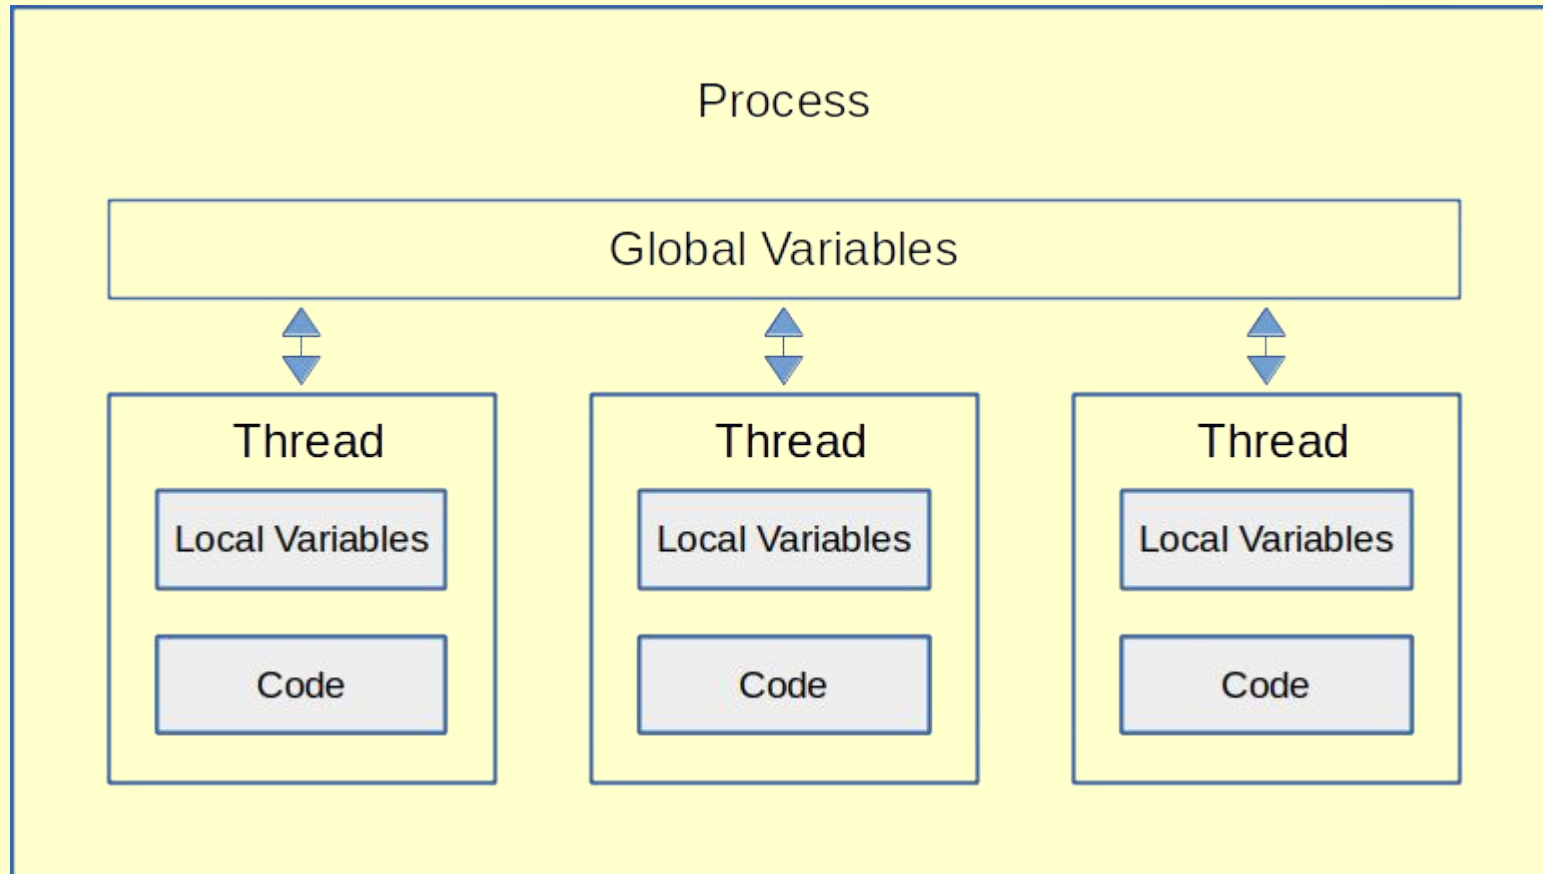 Process
Global Variables
Thread
Thread
Thread
Local Variables
Local Variables
Local Variables
Code
Code
Code